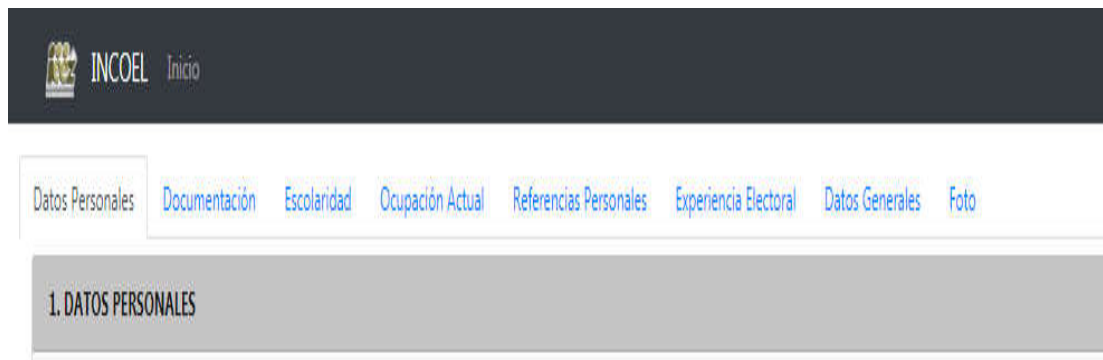 INCOEL Inicio
Datos Personales Documentación Escolaridad Ocupación Actual Referencias Personales Experiencia Electoral Datos Generales Foto
1. DATOS PERSONALES